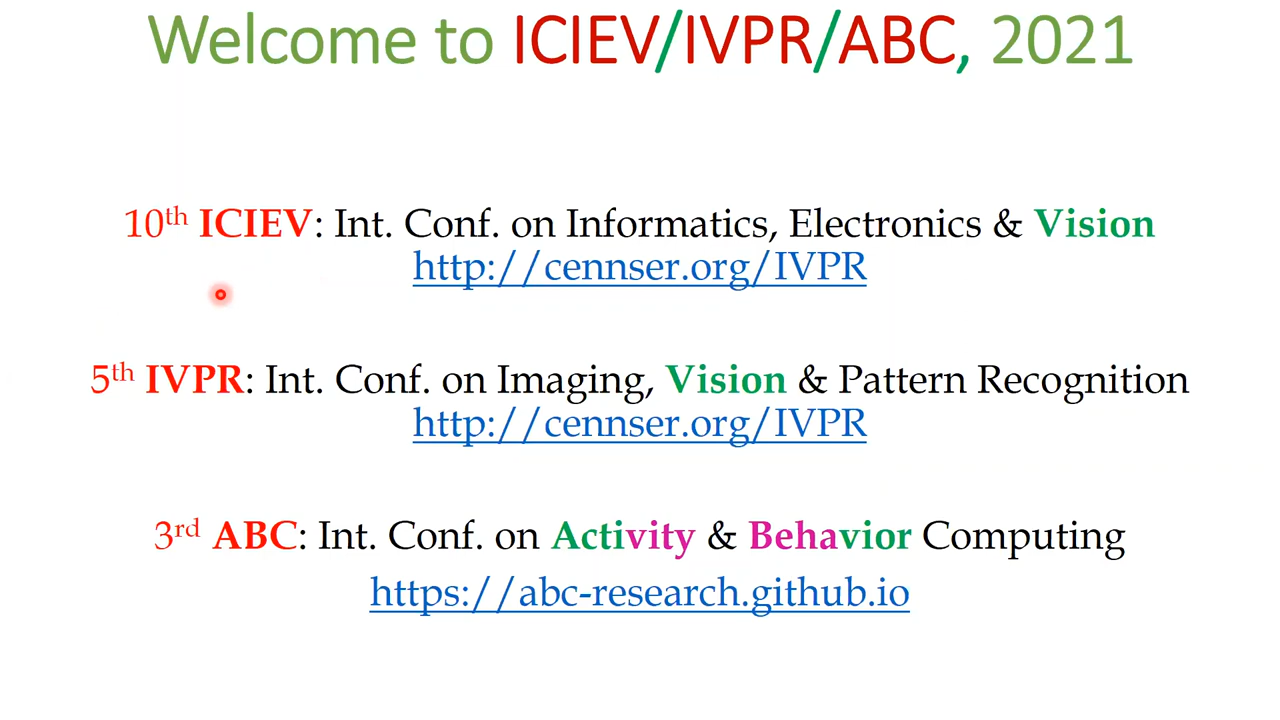 Welcome to ICIEV/IVPR/ABC, 2021
10th ICIEV: Int. Conf. on Informatics, Electronics & Vision
http://cennser.org/IVPR
5th IVPR: Int. Conf. on Imaging, Vision & Pattern Recognition
http://cennser.org/IVPR
3rd ABC: Int. Conf. on Activity & Behavior Computing
https://abc-research.github.io